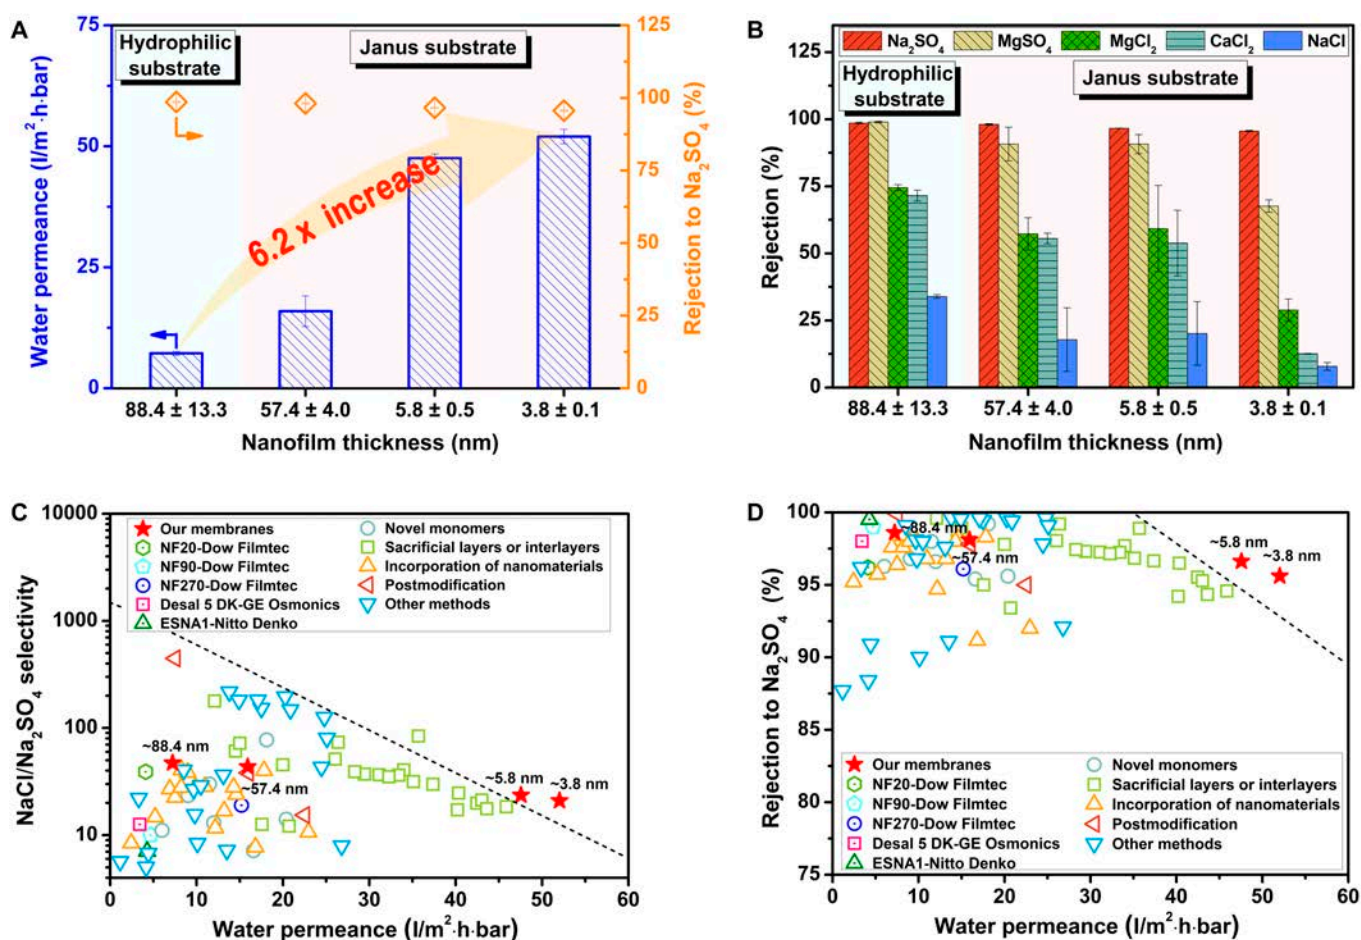 A
75
50
25
0
Water permeance (l/m²·h·bar)
Hydrophilic
substrate
Janus substrate
6.2 x increase
125
100
75
50
25
0
Rejection to Na₂SO₄ (%)
88.4 ± 13.3
57.4 ± 4.0
5.8 ± 0.5
3.8 ± 0.1
Nanofilm thickness (nm)
B
125
100
75
50
25
0
Rejection (%)
Na₂SO₄
MgSO₄
MgCl₂
CaCl₂
NaCl
Hydrophilic
substrate
Janus substrate
88.4 ± 13.3
57.4 ± 4.0
5.8 ± 0.5
3.8 ± 0.1
Nanofilm thickness (nm)
C
10000
1000
100
10
NaCl/Na₂SO₄ selectivity
Our membranes
NF20-Dow Filmtec
NF90-Dow Filmtec
NF270-Dow Filmtec
Desal 5 DK-GE Osmonics
ESNA1-Nitto Denko
Novel monomers
Sacrificial layers or interlayers
Incorporation of nanomaterials
Postmodification
Other methods
~88.4 nm
~57.4 nm
~5.8 nm
~3.8 nm
0
10
20
30
40
50
60
Water permeance (l/m²·h·bar)
D
100
95
90
85
80
75
Rejection to Na₂SO₄ (%)
~88.4 nm
~57.4 nm
~5.8 nm
~3.8 nm
Our membranes
NF20-Dow Filmtec
NF90-Dow Filmtec
NF270-Dow Filmtec
Desal 5 DK-GE Osmonics
ESNA1-Nitto Denko
Novel monomers
Sacrificial layers or interlayers
Incorporation of nanomaterials
Postmodification
Other methods
0
10
20
30
40
50
60
Water permeance (l/m²·h·bar)